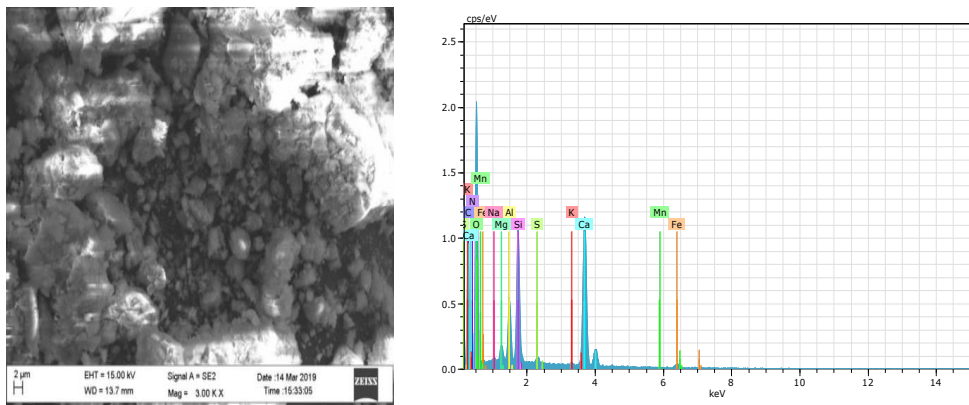 2 μm
EHT = 15.00 kV
WD = 13.7 mm
Signal A = SE2
Mag = 3.00 K X
Date :14 Mar 2019
Time :15:33:05
ZEISS
cps/eV
2.5
2.0
1.5
1.0
0.5
0.0
Mn
K
N
C Fe Na Al K Mn
S O Mg Si S Ca Fe
Ca
2 4 6 8 10 12 14
keV